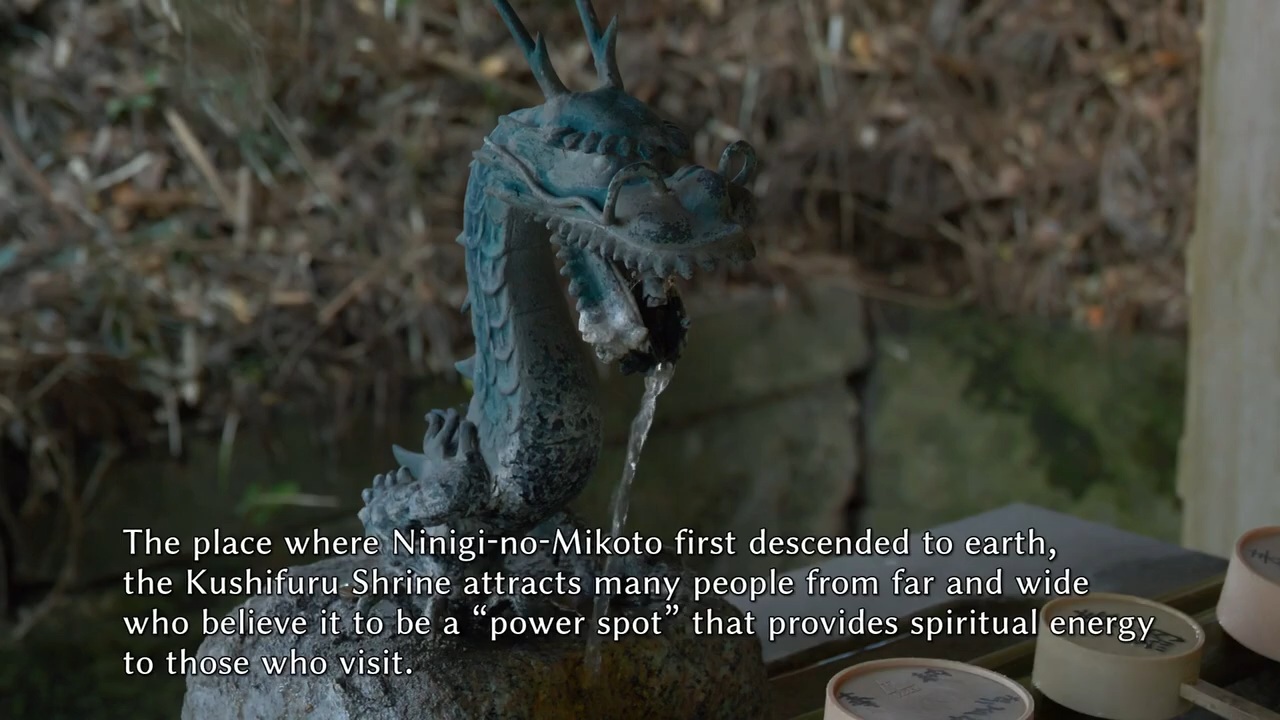 The place where Ninigi-no-Mikoto first descended to earth,
the Kushifuru Shrine attracts many people from far and wide
who believe it to be a “power spot” that provides spiritual energy
to those who visit.